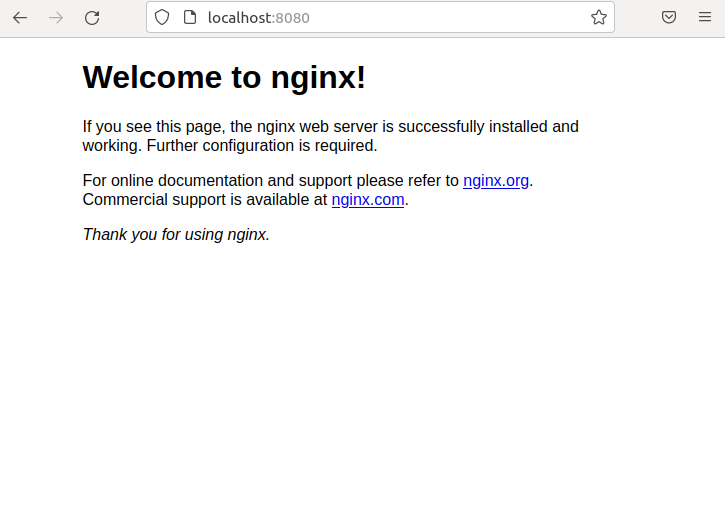 localhost:8080
Welcome to nginx!
If you see this page, the nginx web server is successfully installed and
working. Further configuration is required.
For online documentation and support please refer to nginx.org.
Commercial support is available at nginx.com.
Thank you for using nginx.